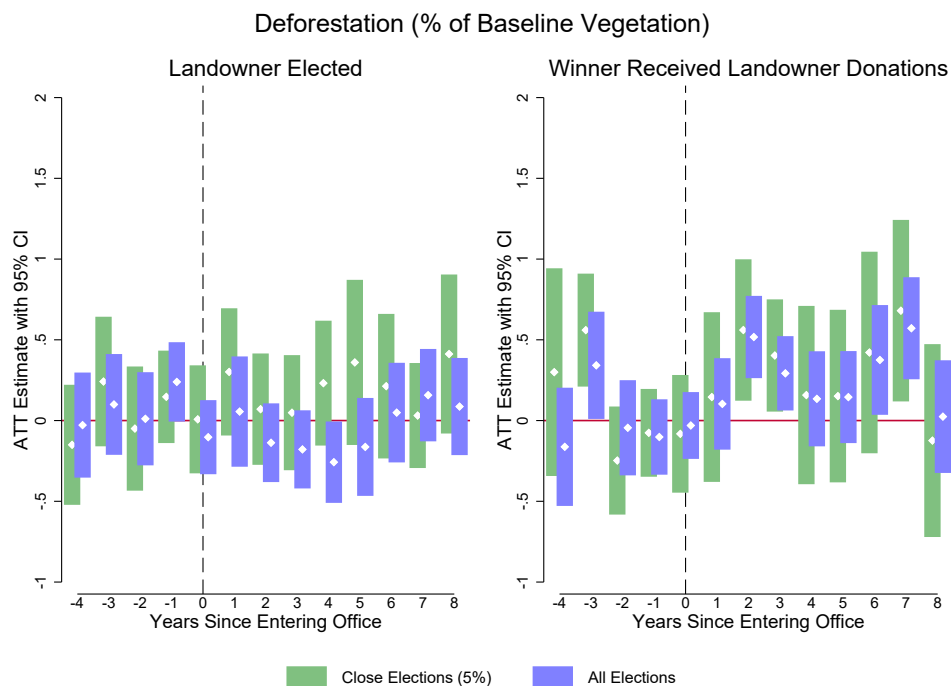 Deforestation (% of Baseline Vegetation)
Landowner Elected
ATT Estimate with 95% CI
2
1.5
1
.5
0
-.5
-1
-4 -3 -2 -1 0 1 2 3 4 5 6 7 8
Years Since Entering Office
Winner Received Landowner Donations
ATT Estimate with 95% CI
2
1.5
1
.5
0
-.5
-1
-4 -3 -2 -1 0 1 2 3 4 5 6 7 8
Years Since Entering Office
Close Elections (5%) All Elections